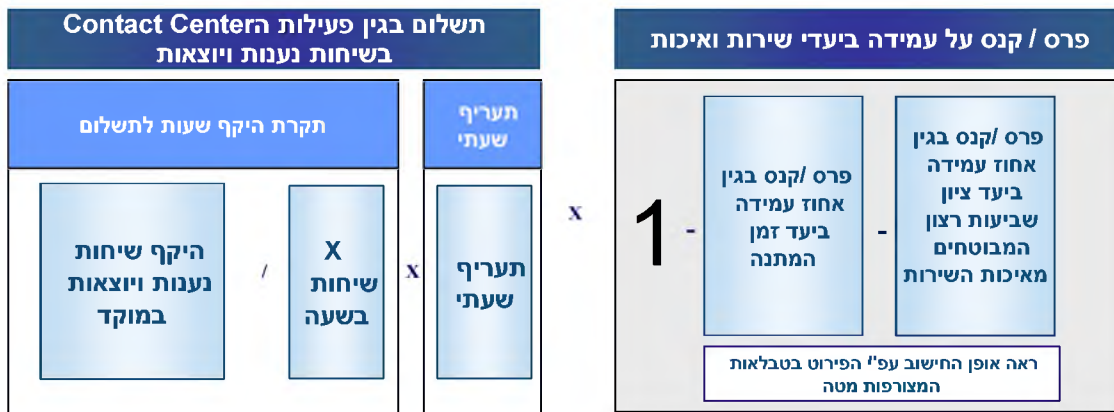 תשלום בגין פעילות הContact Center
בשיחות נענות ויוצאות
תקרת היקף שעות לתשלום
תעריף
שעתי
היקף שיחות
נענות ויוצאות
במוקד
/
X
שיחות
בשעה
X
תעריף
שעתי
X
פרס / קנס על עמידה ביעדי שירות ואיכות
1
-
פרס /קנס בגין
אחוז עמידה
ביעד זמן
המתנה
-
פרס /קנס בגין
אחוז עמידה
ביעד ציון
שביעות רצון
המבוטחים
מאיכות השירות
ראה אופן החישוב עפ"י הפירוט בטבלאות
המצורפות מטה